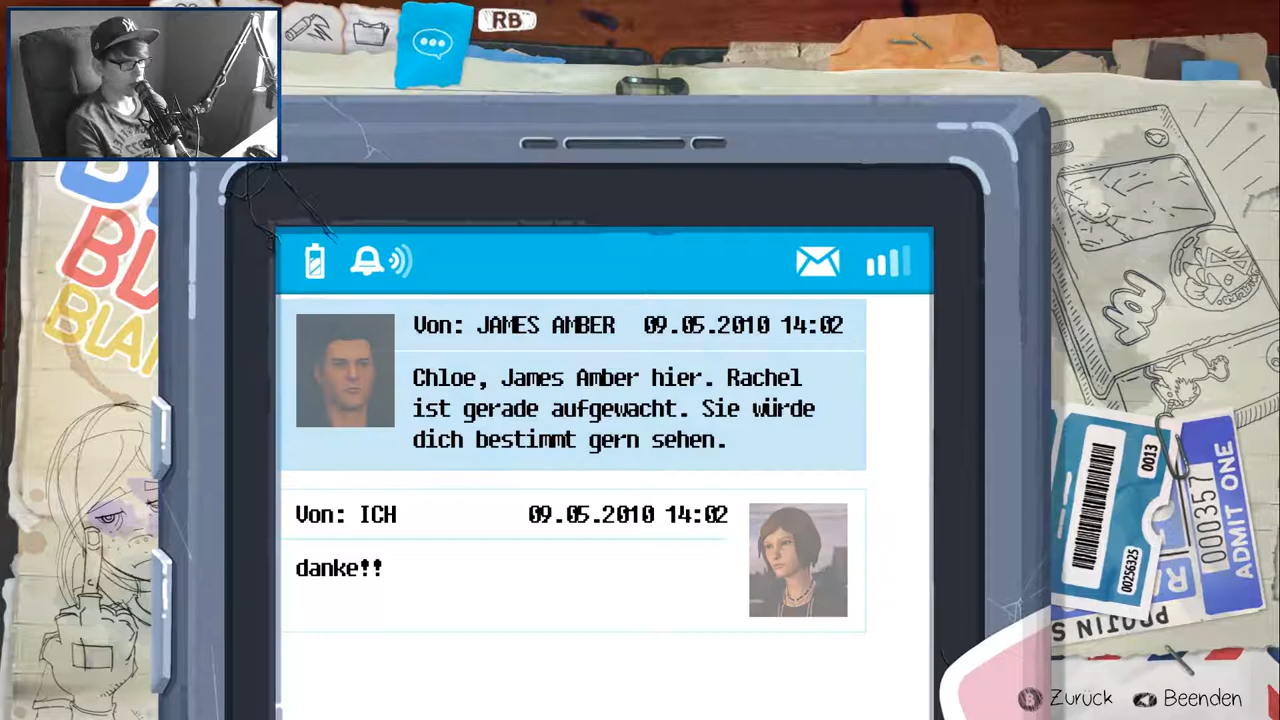 RB
Von: JAMES AMBER 09.05.2010 14:02
Chloe, James Amber hier. Rachel
ist gerade aufgewacht. Sie würde
dich bestimmt gern sehen.
Von: ICH 09.05.2010 14:02
danke!!
0013
00256325
000357
ADMIT ONE
B Zurück
Beenden